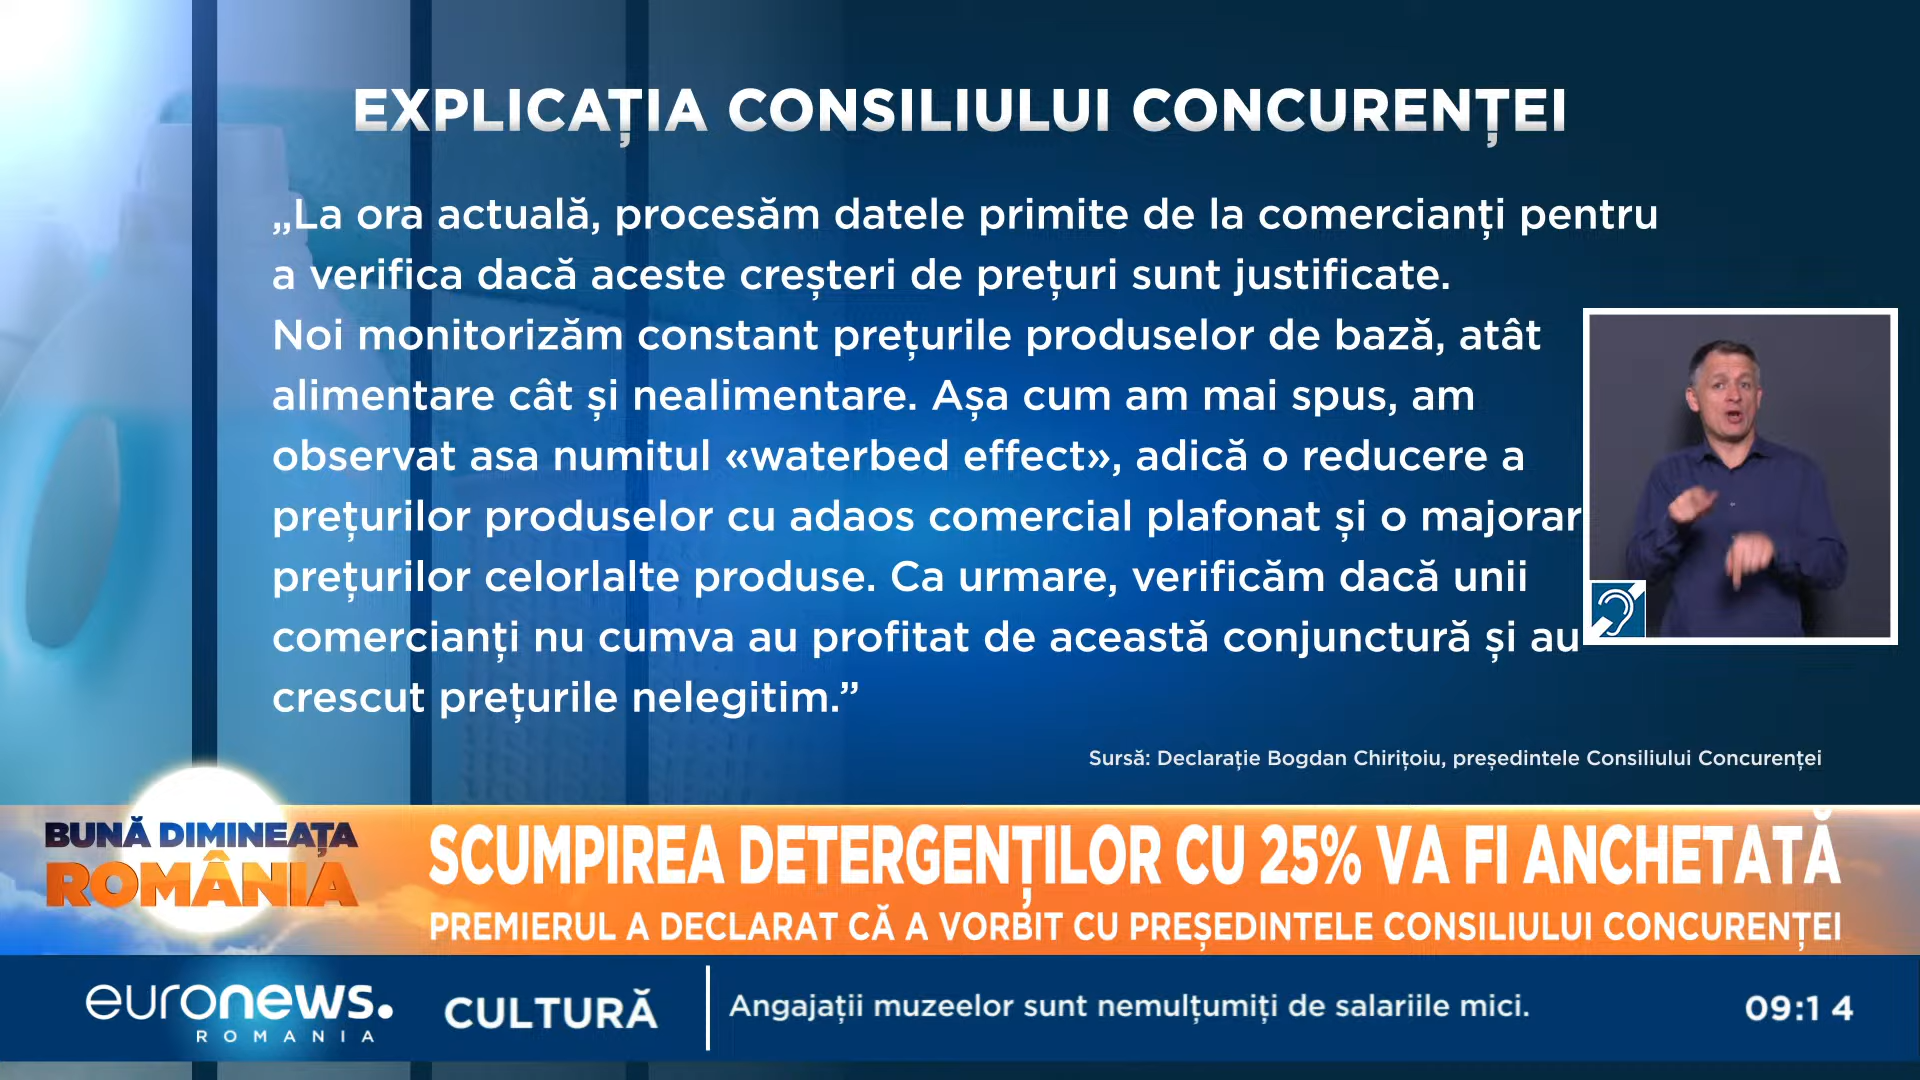 EXPLICAȚIA CONSILIULUI CONCURENȚEI
„La ora actuală, procesăm datele primite de la comercianți pentru
a verifica dacă aceste creșteri de prețuri sunt justificate.
Noi monitorizăm constant prețurile produselor de bază, atât
alimentare cât și nealimentare. Așa cum am mai spus, am
observat asa numitul «waterbed effect», adică o reducere a
prețurilor produselor cu adaos comercial plafonat și o majorar
prețurilor celorlalte produse. Ca urmare, verificăm dacă unii
comercianți nu cumva au profitat de această conjunctură și au
crescut prețurile nelegitim.”
Sursă: Declarație Bogdan Chirițoiu, președintele Consiliului Concurenței
BUNĂ DIMINEAȚA
ROMÂNIA
SCUMPIREA DETERGENȚILOR CU 25% VA FI ANCHETATĂ
PREMIERUL A DECLARAT CĂ A VORBIT CU PREȘEDINTELE CONSILIULUI CONCURENȚEI
euronews.
ROMANIA
CULTURĂ
Angajații muzeelor sunt nemulțumiți de salariile mici.
09:14